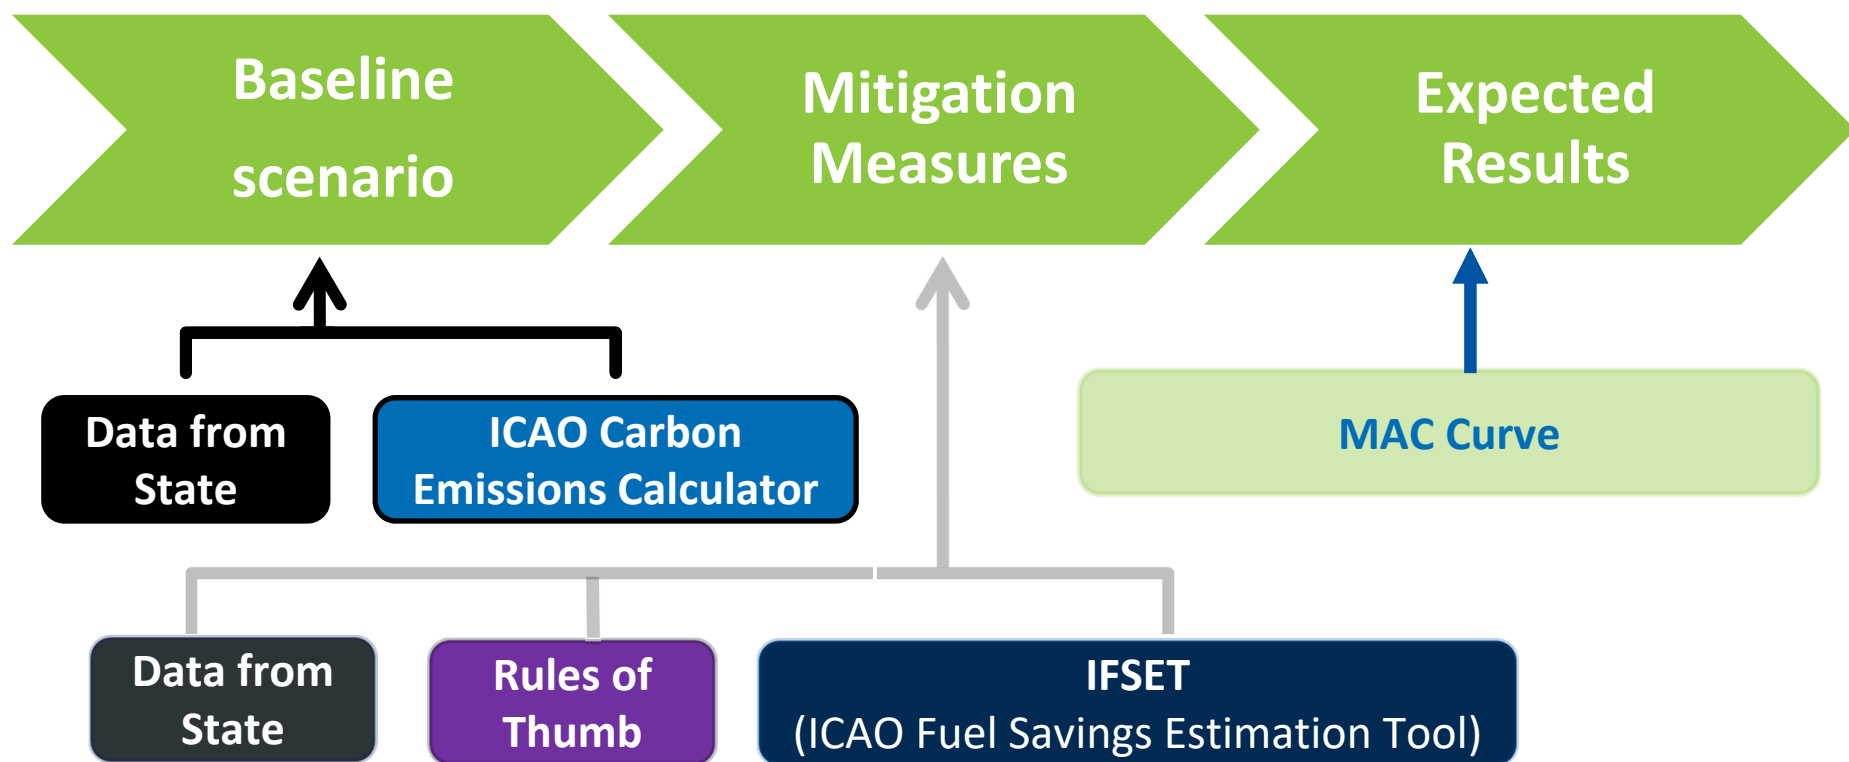 Baseline
scenario
Mitigation
Measures
Expected
Results
Data from
State
ICAO Carbon
Emissions Calculator
MAC Curve
Data from
State
Rules of
Thumb
IFSET
(ICAO Fuel Savings Estimation Tool)